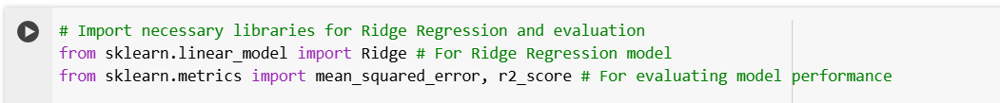 # Import necessary libraries for Ridge Regression and evaluation
from sklearn.linear_model import Ridge # For Ridge Regression model
from sklearn.metrics import mean_squared_error, r2_score # For evaluating model performance